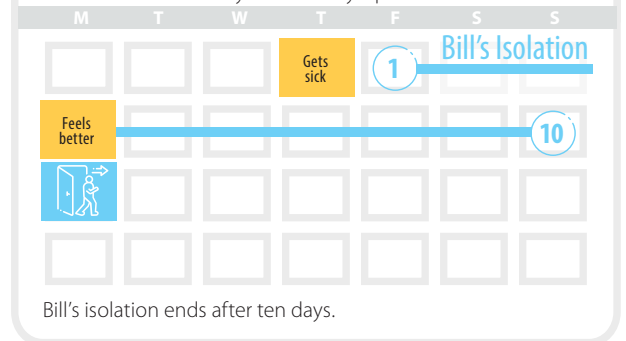 M T W T F S S
Gets
sick
1
Bill's Isolation
Feels
better
10
Bill's isolation ends after ten days.